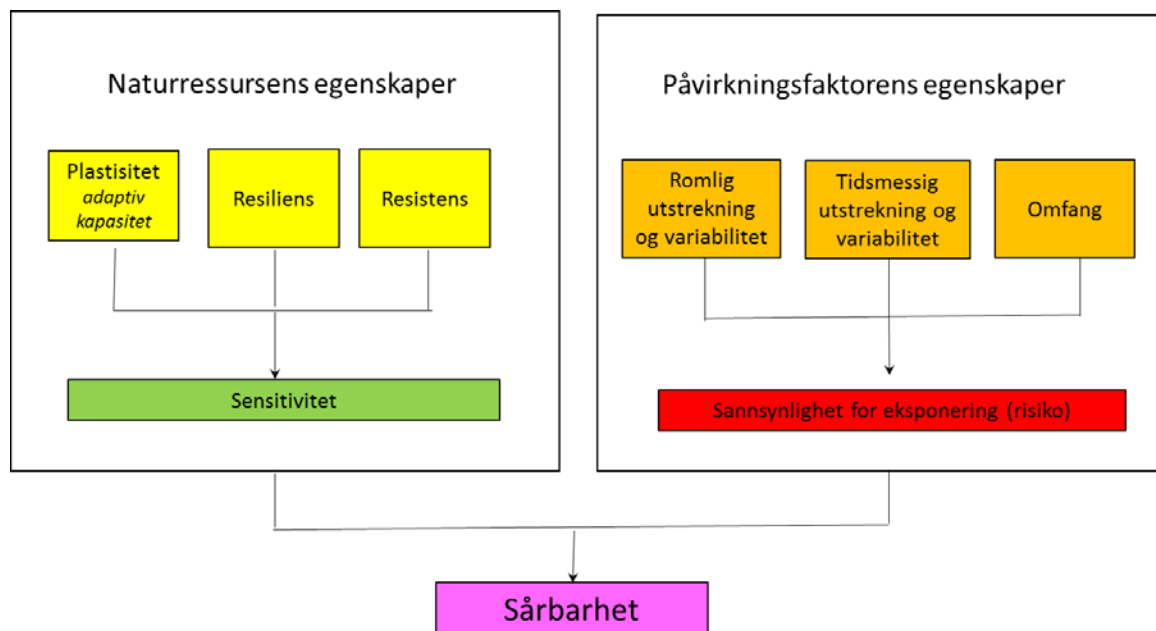 Naturressursens egenskaper
Plastisitet
adaptiv
kapasitet
Resiliens
Resistens
Sensitivitet
Påvirkningsfaktorens egenskaper
Romlig
utstrekning
og variabilitet
Tidsmessig
utstrekning og
variabilitet
Omfang
Sannsynlighet for eksponering (risiko)
Sårbarhet